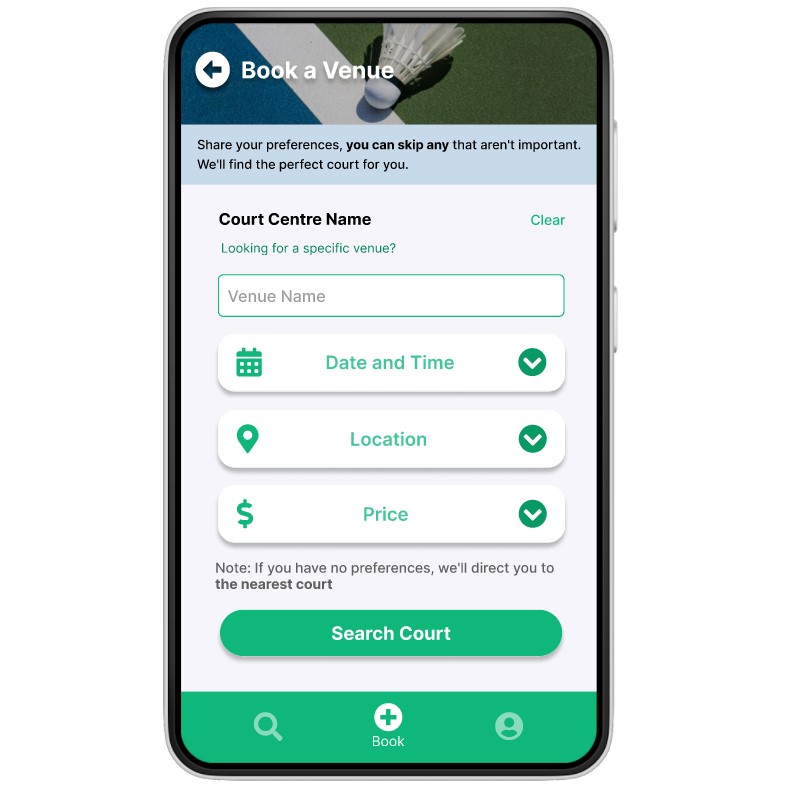 Book a Venue
Share your preferences, you can skip any that aren't important.
We'll find the perfect court for you.
Court Centre Name
Clear
Looking for a specific venue?
Venue Name
Date and Time
Location
$
Price
Note: If you have no preferences, we'll direct you to
the nearest court
Search Court
Book